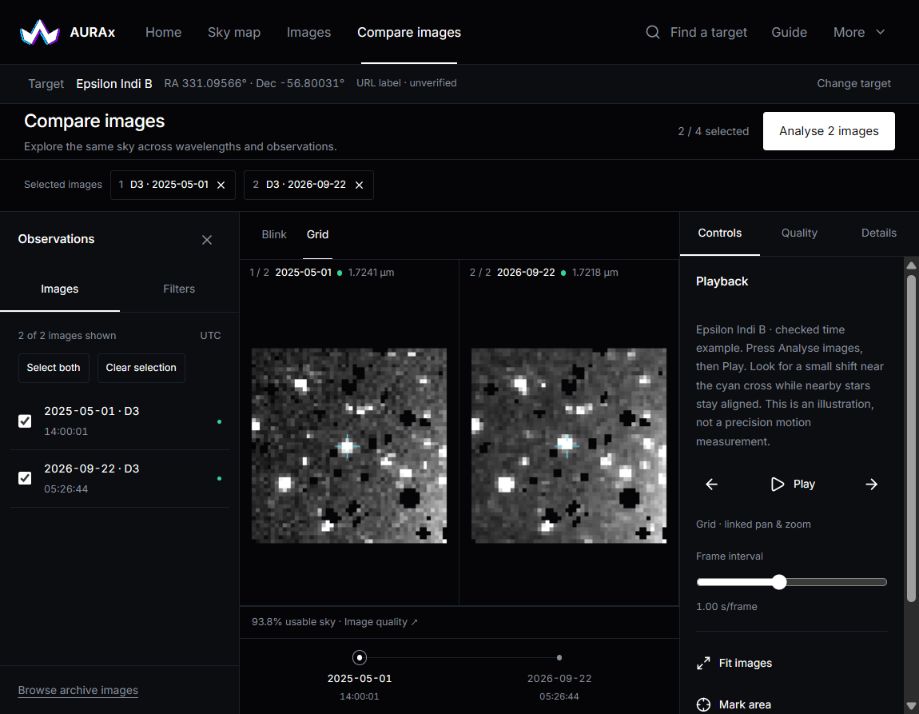 AURAx
Home
Sky map
Images
Compare images
Find a target
Guide
More
Target Epsilon Indi B RA 331.09566° · Dec -56.80031° URL label · unverified
Change target
Compare images
Explore the same sky across wavelengths and observations.
2 / 4 selected
Analyse 2 images
Selected images
1 D3 · 2025-05-01
2 D3 · 2026-09-22
Observations
Images
Filters
2 of 2 images shown
UTC
Select both
Clear selection
2025-05-01 · D3
14:00:01
2026-09-22 · D3
05:26:44
Browse archive images
Blink
Grid
1 / 2 2025-05-01 1.7241 µm
2 / 2 2026-09-22 1.7218 µm
93.8% usable sky · Image quality ↗
2025-05-01
14:00:01
2026-09-22
05:26:44
Controls
Quality
Details
Playback
Epsilon Indi B · checked time
example. Press Analyse images,
then Play. Look for a small shift near
the cyan cross while nearby stars
stay aligned. This is an illustration,
not a precision motion
measurement.
Play
Grid · linked pan & zoom
Frame interval
1.00 s/frame
Fit images
Mark area